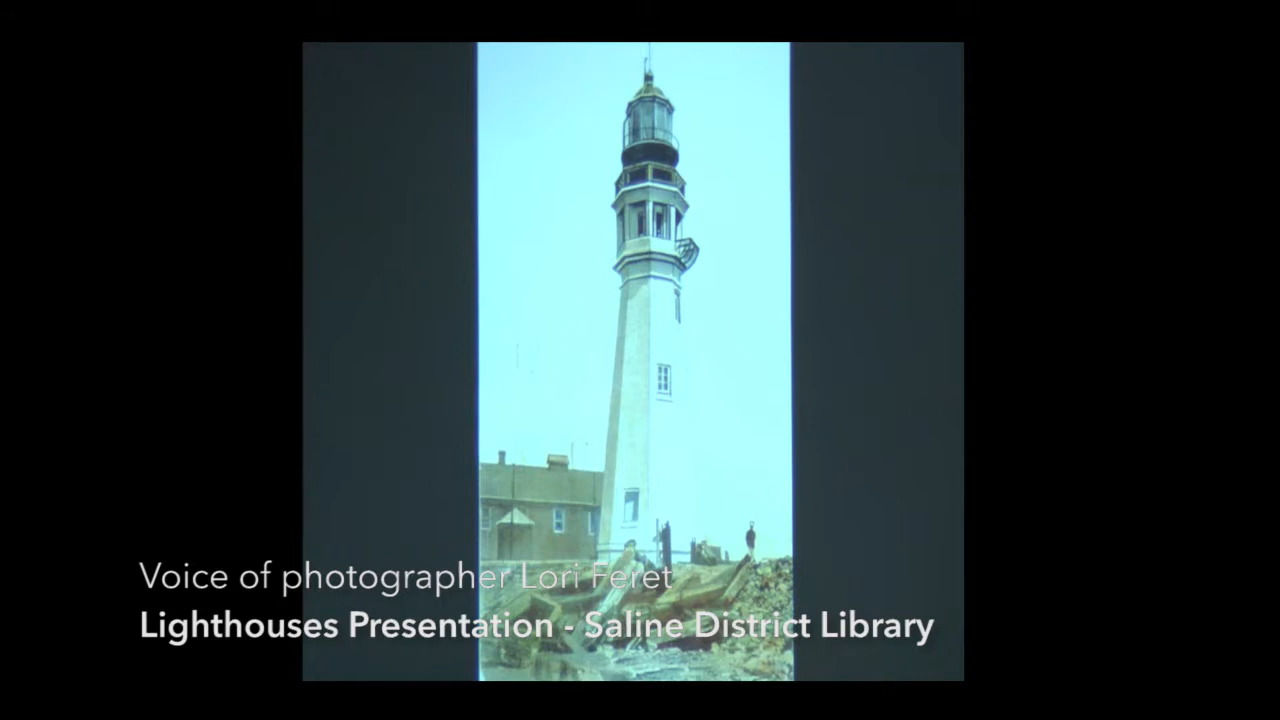 Voice of photographer Lori Feret
Lighthouses Presentation - Saline District Library